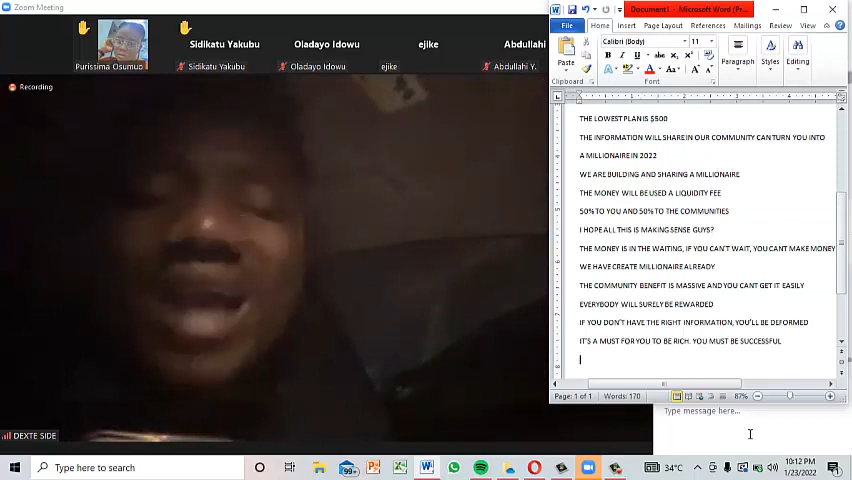 Zoom Meeting
Document1 - Microsoft Word (Pr...
File Home Insert Page Layout References Mailings Review View
Calibri (Body) 11
Paste
Clipboard Font Paragraph Styles Editing
Sidikatu Yakubu Oladayo Idowu ejike Abdullahi
Purissima Osumuo Sidikatu Yakubu Oladayo Idowu ejike Abdullahi Y.
Recording
THE LOWEST PLAN IS $500
THE INFORMATION WILL SHARE IN OUR COMMUNITY CAN TURN YOU INTO
A MILLIONAIRE IN 2022
WE ARE BUILDING AND SHARING A MILLIONAIRE
THE MONEY WILL BE USED A LIQUIDITY FEE
50% TO YOU AND 50% TO THE COMMUNITIES
I HOPE ALL THIS IS MAKING SENSE GUYS?
THE MONEY IS IN THE WAITING, IF YOU CAN'T WAIT, YOU CANT MAKE MONEY
WE HAVE CREATE MILLIONAIRE ALREADY
THE COMMUNITY BENEFIT IS MASSIVE AND YOU CANT GET IT EASILY
EVERYBODY WILL SURELY BE REWARDED
IF YOU DON'T HAVE THE RIGHT INFORMATION, YOU'LL BE DEFORMED
IT'S A MUST FOR YOU TO BE RICH. YOU MUST BE SUCCESSFUL
Page: 1 of 1 Words: 170 87%
Type message here...
DEXTE SIDE
Type here to search
99+
34°C
10:12 PM
1/23/2022